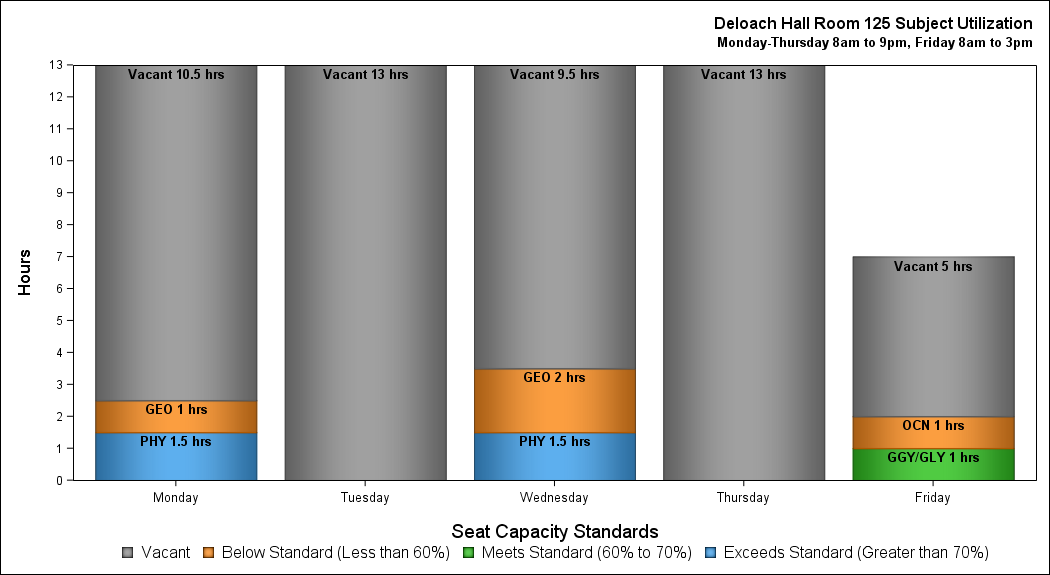 Deloach Hall Room 125 Subject Utilization
Monday-Thursday 8am to 9pm, Friday 8am to 3pm
Hours
13
12
11
10
9
8
7
6
5
4
3
2
1
0
Vacant 10.5 hrs
GEO 1 hrs
PHY 1.5 hrs
Vacant 13 hrs
Vacant 9.5 hrs
GEO 2 hrs
PHY 1.5 hrs
Vacant 13 hrs
Vacant 5 hrs
OCN 1 hrs
GGY/GLY 1 hrs
Monday Tuesday Wednesday Thursday Friday
Seat Capacity Standards
Vacant Below Standard (Less than 60%) Meets Standard (60% to 70%) Exceeds Standard (Greater than 70%)